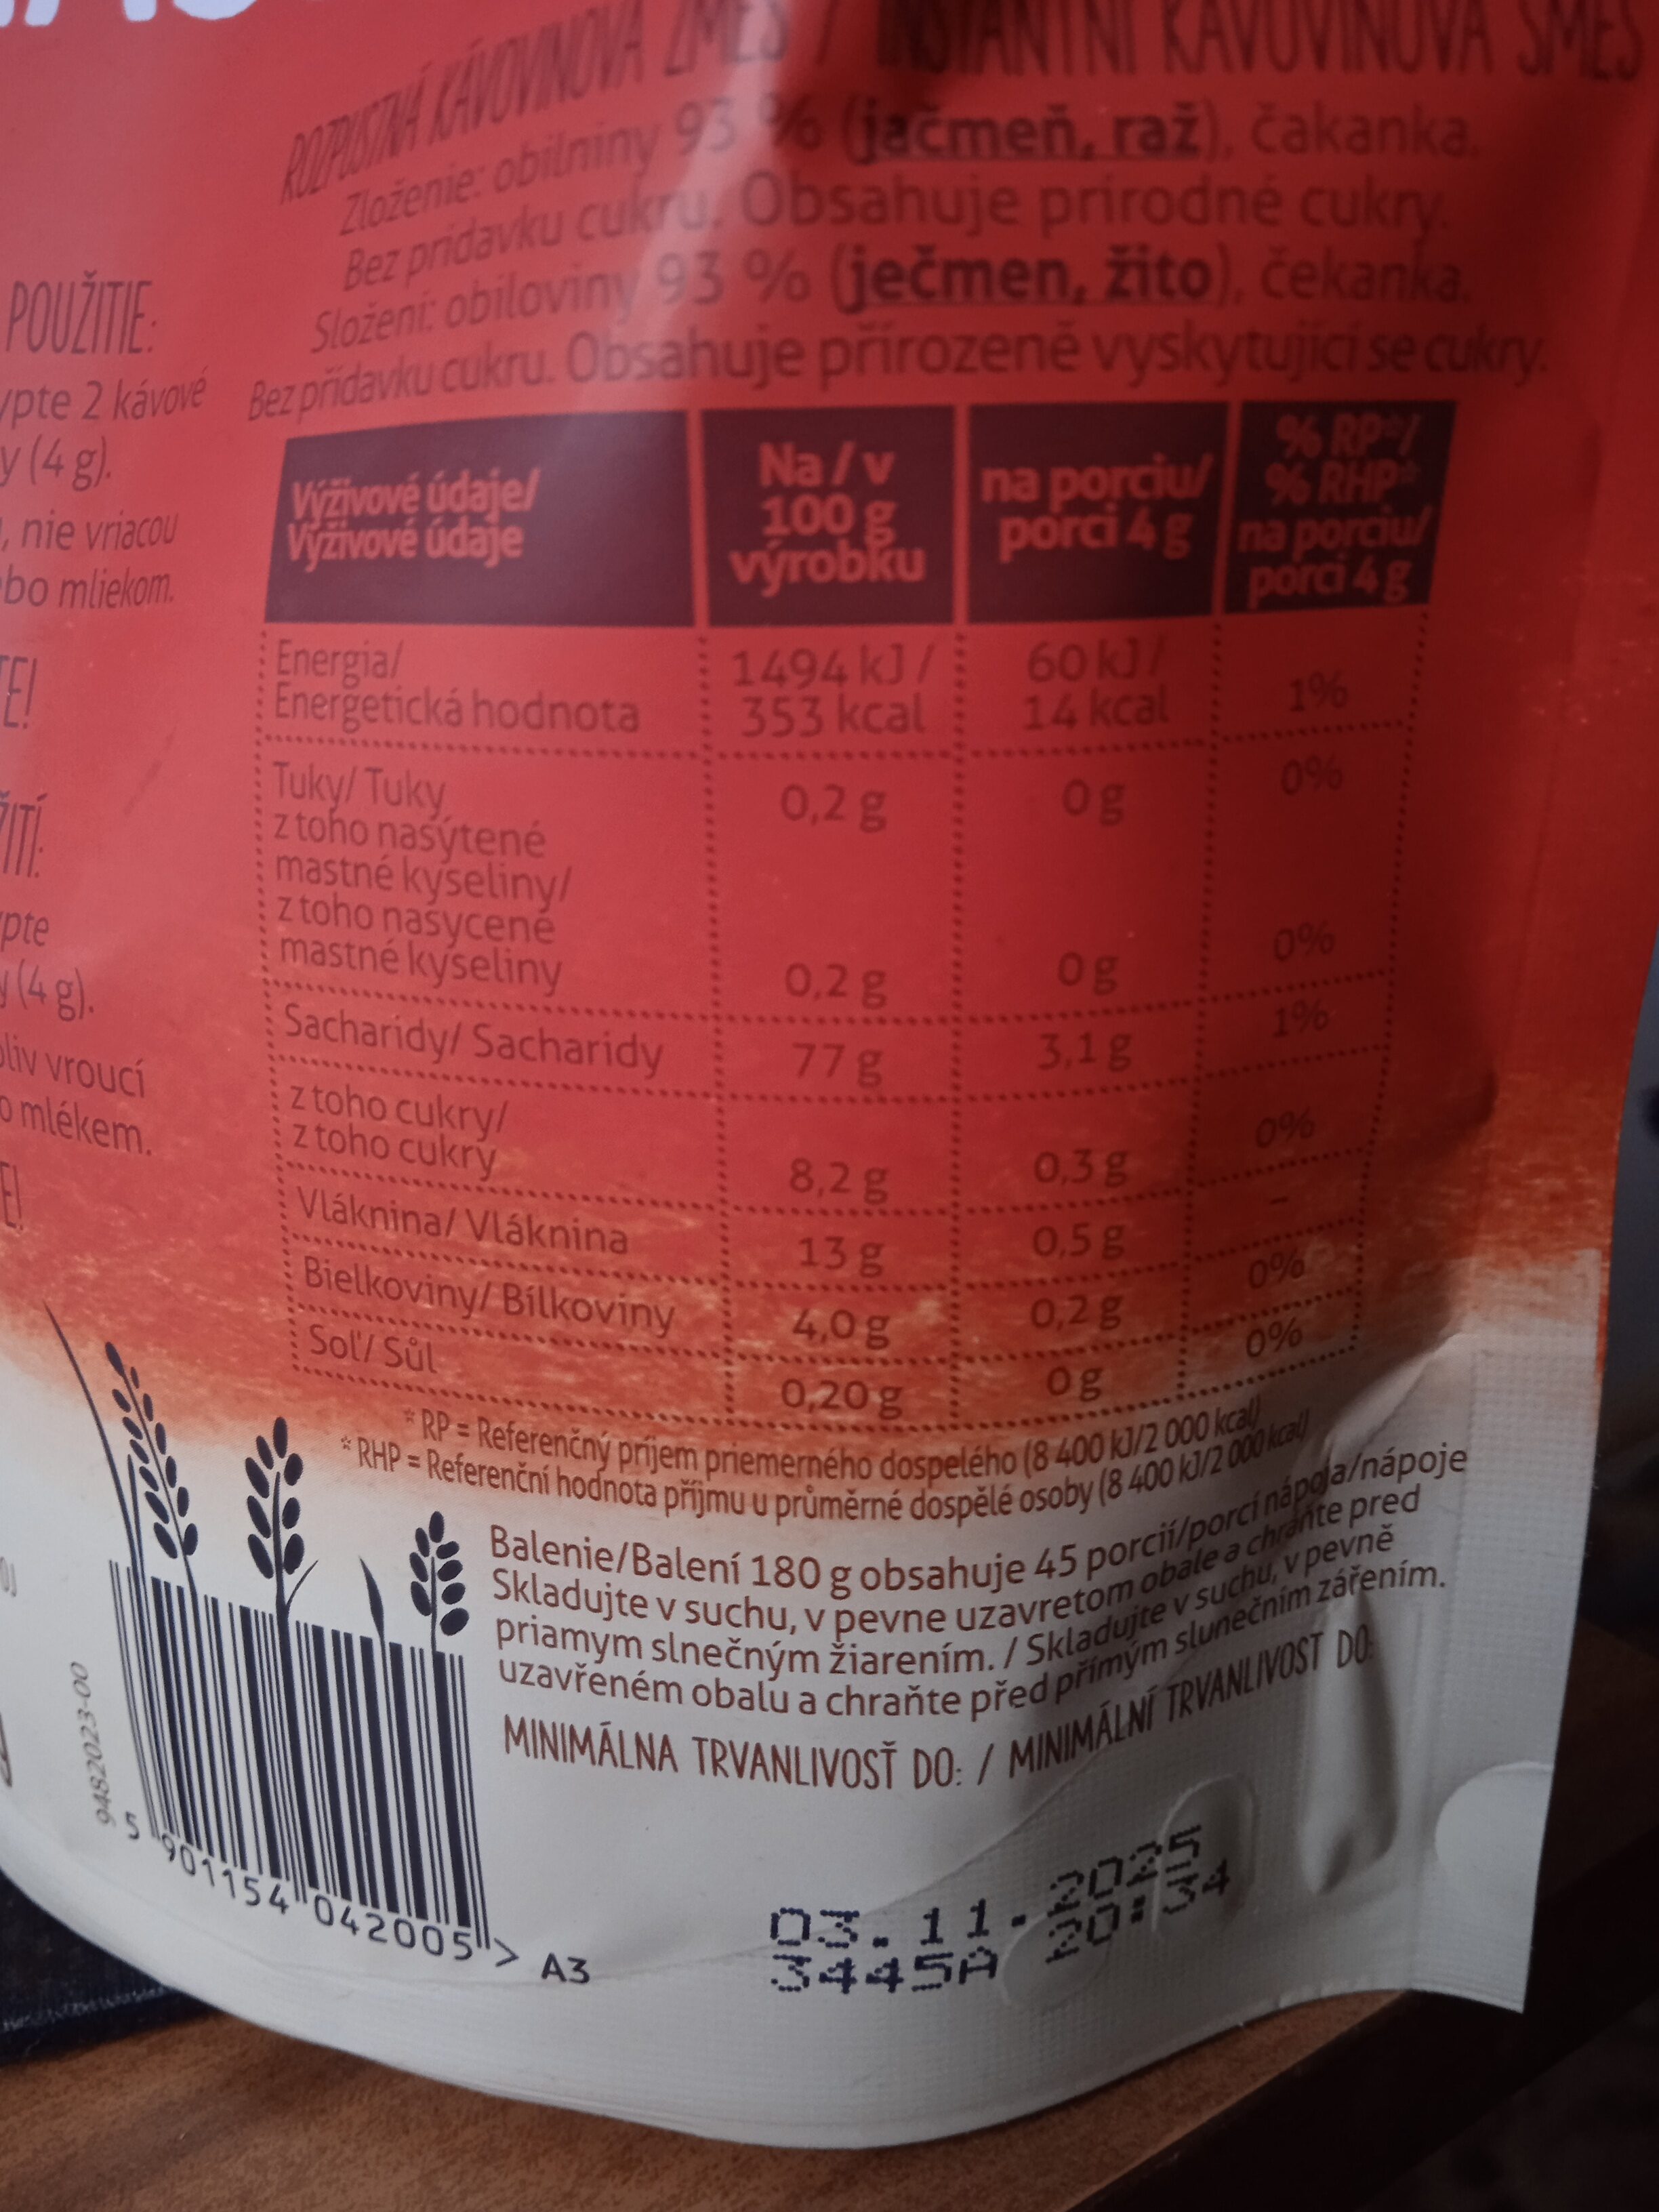 ROZPUSTNÁ KÁVOVINOVÁ ZMES / INSTANTNÍ KÁVOVINOVÁ SMĚS
Zloženie: obilniny 93 % (jačmeň, raž), čakanka.
Bez prídavku cukru. Obsahuje prírodné cukry.
Složení: obiloviny 93 % (ječmen, žito), čekanka.
Bez přídavku cukru. Obsahuje přirozeně vyskytující se cukry.
POUŽITIE:
2 kávové
(4 g).
, nie vriacou
mliekom.
(4 g).
vroucí
mlékem.
Výživové údaje/
Výživové údaje
Na / v
100 g
výrobku
na porciu/
porci 4 g
% RP*/
% RHP*
na porciu/
porci 4 g
Energia/
Energetická hodnota
1494 kJ /
353 kcal
60 kJ /
14 kcal
1%
Tuky/ Tuky
0,2 g
0 g
0%
z toho nasýtené
mastné kyseliny/
z toho nasycené
mastné kyseliny
0,2 g
0 g
0%
Sacharidy/ Sacharidy
77 g
3,1 g
1%
z toho cukry/
z toho cukry
8,2 g
0,3 g
0%
Vláknina/ Vláknina
13 g
0,5 g
-
Bielkoviny/ Bílkoviny
4,0 g
0,2 g
0%
Soľ/ Sůl
0,20 g
0 g
0%
* RP = Referenčný príjem priemerného dospelého (8 400 kJ/2 000 kcal)
* RHP = Referenční hodnota příjmu u průměrné dospělé osoby (8 400 kJ/2 000 kcal)
Balenie/Balení 180 g obsahuje 45 porcií/porcí nápoja/nápoje
Skladujte v suchu, v pevne uzavretom obale a chráňte pred
priamym slnečným žiarením. / Skladujte v suchu, v pevně
uzavřeném obalu a chraňte před přímým slunečním zářením.
MINIMÁLNA TRVANLIVOSŤ DO: / MINIMÁLNÍ TRVANLIVOST DO:
9482023-00
5 901154 042005 > A3
03.11.2025
3445A 20:34